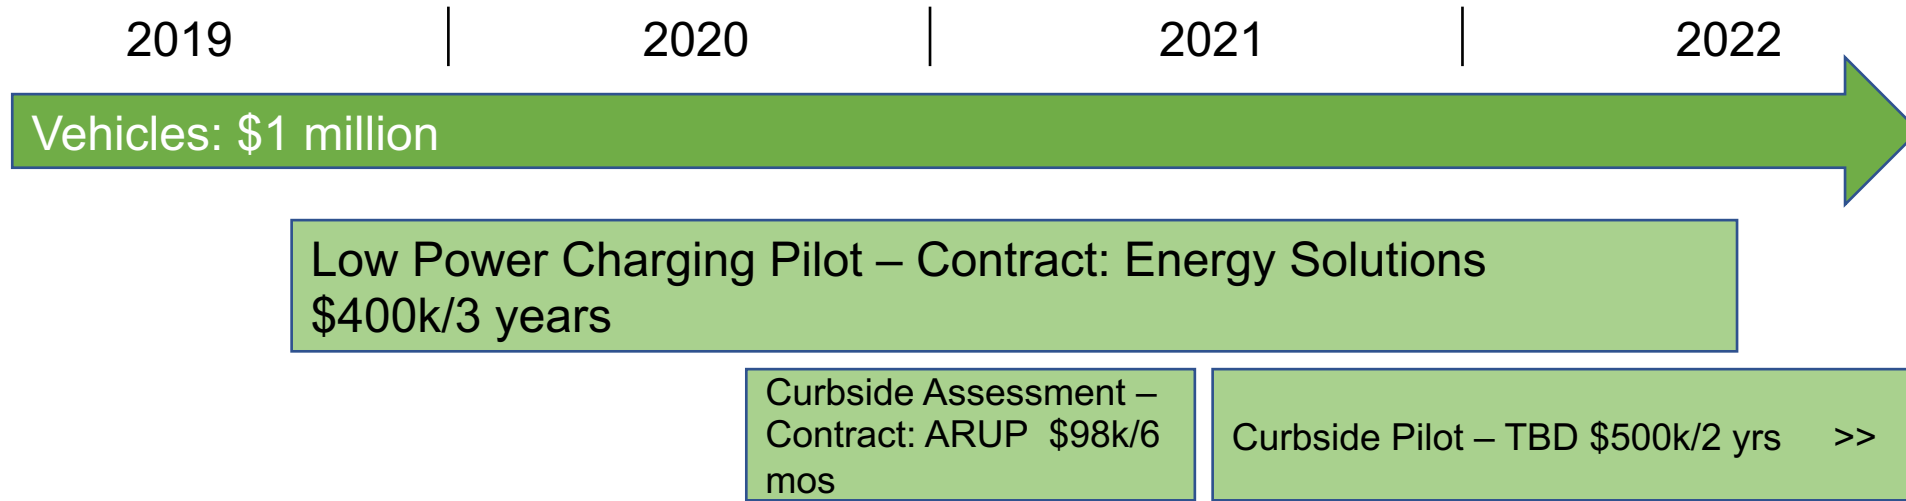 2019 | 2020 | 2021 | 2022
Vehicles: $1 million
Low Power Charging Pilot – Contract: Energy Solutions
$400k/3 years
Curbside Assessment –
Contract: ARUP $98k/6
mos
Curbside Pilot – TBD $500k/2 yrs >>